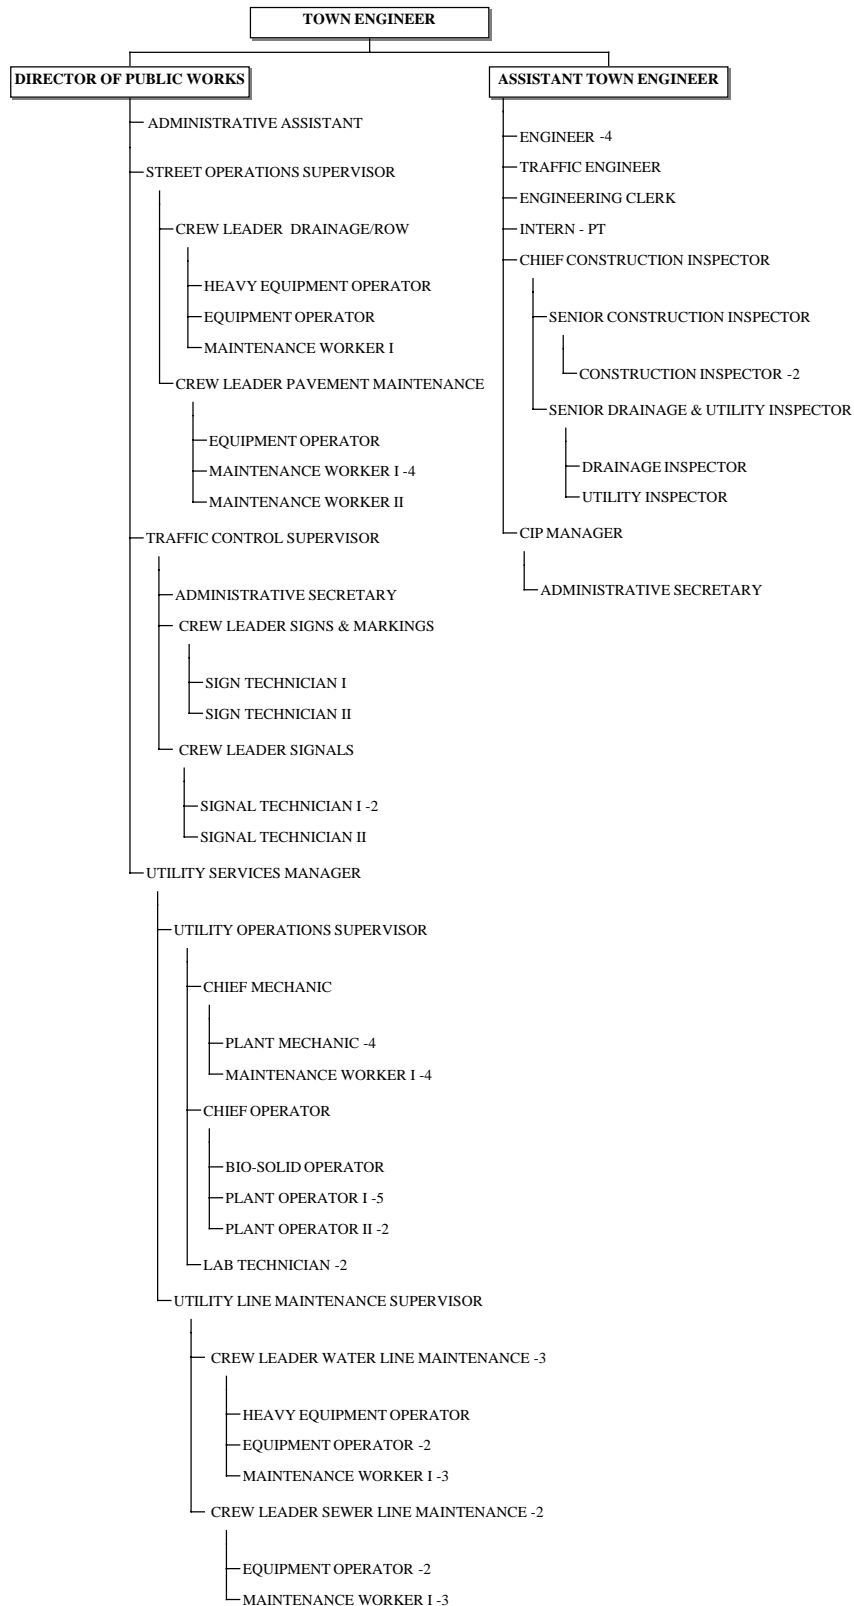 TOWN ENGINEER
DIRECTOR OF PUBLIC WORKS
ADMINISTRATIVE ASSISTANT
STREET OPERATIONS SUPERVISOR
CREW LEADER DRAINAGE/ROW
HEAVY EQUIPMENT OPERATOR
EQUIPMENT OPERATOR
MAINTENANCE WORKER I
CREW LEADER PAVEMENT MAINTENANCE
EQUIPMENT OPERATOR
MAINTENANCE WORKER I -4
MAINTENANCE WORKER II
TRAFFIC CONTROL SUPERVISOR
ADMINISTRATIVE SECRETARY
CREW LEADER SIGNS & MARKINGS
SIGN TECHNICIAN I
SIGN TECHNICIAN II
CREW LEADER SIGNALS
SIGNAL TECHNICIAN I -2
SIGNAL TECHNICIAN II
UTILITY SERVICES MANAGER
UTILITY OPERATIONS SUPERVISOR
CHIEF MECHANIC
PLANT MECHANIC -4
MAINTENANCE WORKER I -4
CHIEF OPERATOR
BIO-SOLID OPERATOR
PLANT OPERATOR I -5
PLANT OPERATOR II -2
LAB TECHNICIAN -2
UTILITY LINE MAINTENANCE SUPERVISOR
CREW LEADER WATER LINE MAINTENANCE -3
HEAVY EQUIPMENT OPERATOR
EQUIPMENT OPERATOR -2
MAINTENANCE WORKER I -3
CREW LEADER SEWER LINE MAINTENANCE -2
EQUIPMENT OPERATOR -2
MAINTENANCE WORKER I -3
ASSISTANT TOWN ENGINEER
ENGINEER -4
TRAFFIC ENGINEER
ENGINEERING CLERK
INTERN - PT
CHIEF CONSTRUCTION INSPECTOR
SENIOR CONSTRUCTION INSPECTOR
CONSTRUCTION INSPECTOR -2
SENIOR DRAINAGE & UTILITY INSPECTOR
DRAINAGE INSPECTOR
UTILITY INSPECTOR
CIP MANAGER
ADMINISTRATIVE SECRETARY